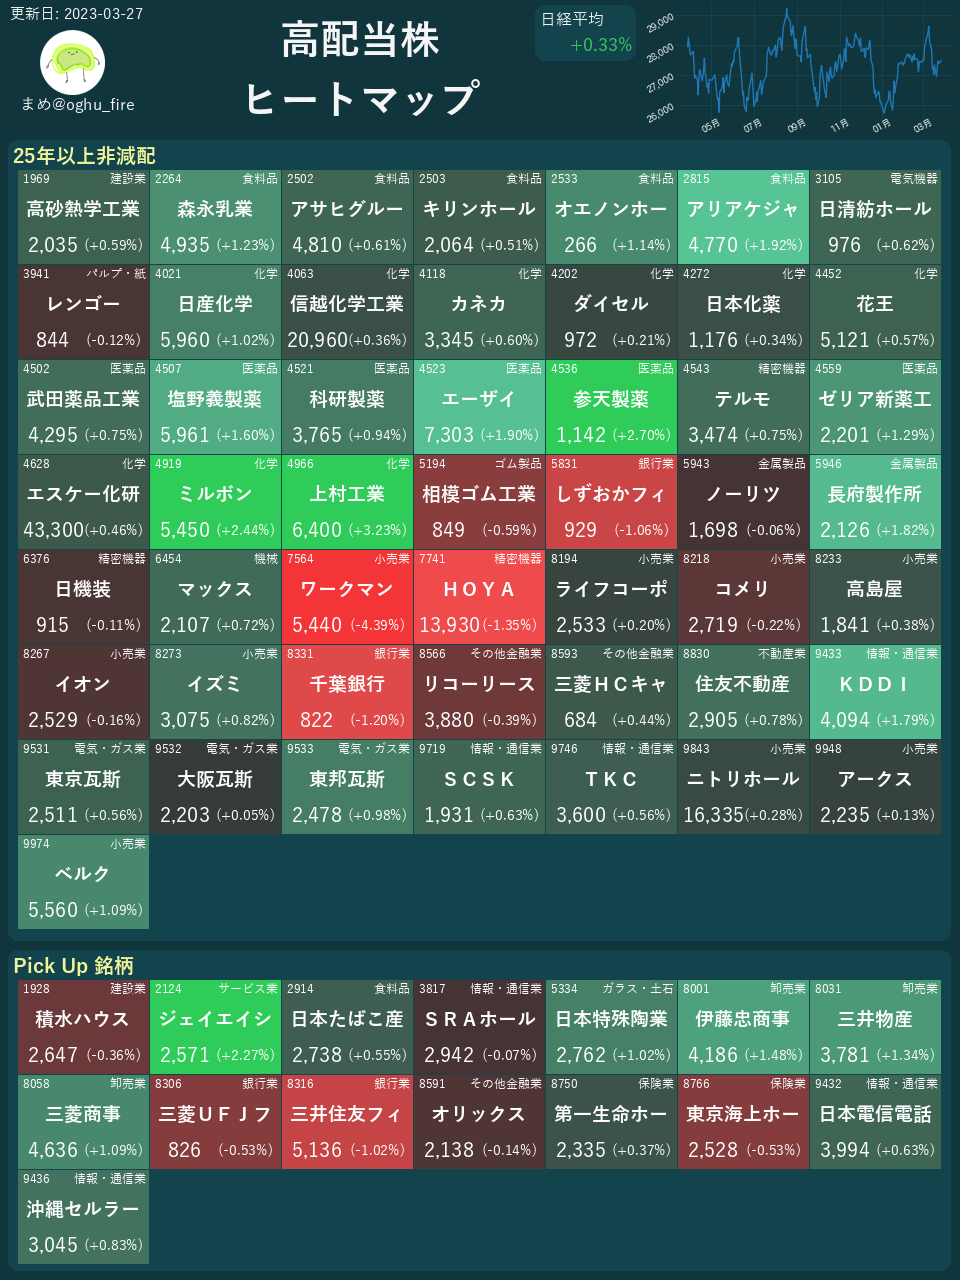 更新日: 2023-03-27
まめ@oghu_fire
高配当株
ヒートマップ
日経平均
+0.33%
29,000
28,000
27,000
26,000
05月 07月 09月 11月 01月 03月
25年以上非減配
1969 建設業 2264 食料品 2502 食料品 2503 食料品 2533 食料品 2815 食料品 3105 電気機器
高砂熱学工業 森永乳業 アサヒグルー キリンホール オエノンホー アリアケジャ 日清紡ホール
2,035 (+0.59%) 4,935 (+1.23%) 4,810 (+0.61%) 2,064 (+0.51%) 266 (+1.14%) 4,770 (+1.92%) 976 (+0.62%)
3941 パルプ・紙 4021 化学 4063 化学 4118 化学 4202 化学 4272 化学 4452 化学
レンゴー 日産化学 信越化学工業 カネカ ダイセル 日本化薬 花王
844 (-0.12%) 5,960 (+1.02%) 20,960(+0.36%) 3,345 (+0.60%) 972 (+0.21%) 1,176 (+0.34%) 5,121 (+0.57%)
4502 医薬品 4507 医薬品 4521 医薬品 4523 医薬品 4536 医薬品 4543 精密機器 4559 医薬品
武田薬品工業 塩野義製薬 科研製薬 エーザイ 参天製薬 テルモ ゼリア新薬工
4,295 (+0.75%) 5,961 (+1.60%) 3,765 (+0.94%) 7,303 (+1.90%) 1,142 (+2.70%) 3,474 (+0.75%) 2,201 (+1.29%)
4628 化学 4919 化学 4966 化学 5194 ゴム製品 5831 銀行業 5943 金属製品 5946 金属製品
エスケー化研 ミルボン 上村工業 相模ゴム工業 しずおかフィ ノーリツ 長府製作所
43,300(+0.46%) 5,450 (+2.44%) 6,400 (+3.23%) 849 (-0.59%) 929 (-1.06%) 1,698 (-0.06%) 2,126 (+1.82%)
6376 精密機器 6454 機械 7564 小売業 7741 精密機器 8194 小売業 8218 小売業 8233 小売業
日機装 マックス ワークマン ＨＯＹＡ ライフコーポ コメリ 高島屋
915 (-0.11%) 2,107 (+0.72%) 5,440 (-4.39%) 13,930(-1.35%) 2,533 (+0.20%) 2,719 (-0.22%) 1,841 (+0.38%)
8267 小売業 8273 小売業 8331 銀行業 8566 その他金融業 8593 その他金融業 8830 不動産業 9433 情報・通信業
イオン イズミ 千葉銀行 リコーリース 三菱ＨＣキャ 住友不動産 ＫＤＤＩ
2,529 (-0.16%) 3,075 (+0.82%) 822 (-1.20%) 3,880 (-0.39%) 684 (+0.44%) 2,905 (+0.78%) 4,094 (+1.79%)
9531 電気・ガス業 9532 電気・ガス業 9533 電気・ガス業 9719 情報・通信業 9746 情報・通信業 9843 小売業 9948 小売業
東京瓦斯 大阪瓦斯 東邦瓦斯 ＳＣＳＫ ＴＫＣ ニトリホール アークス
2,511 (+0.56%) 2,203 (+0.05%) 2,478 (+0.98%) 1,931 (+0.63%) 3,600 (+0.56%) 16,335(+0.28%) 2,235 (+0.13%)
9974 小売業
ベルク
5,560 (+1.09%)
Pick Up 銘柄
1928 建設業 2124 サービス業 2914 食料品 3817 情報・通信業 5334 ガラス・土石 8001 卸売業 8031 卸売業
積水ハウス ジェイエイシ 日本たばこ産 ＳＲＡホール 日本特殊陶業 伊藤忠商事 三井物産
2,647 (-0.36%) 2,571 (+2.27%) 2,738 (+0.55%) 2,942 (-0.07%) 2,762 (+1.02%) 4,186 (+1.48%) 3,781 (+1.34%)
8058 卸売業 8306 銀行業 8316 銀行業 8591 その他金融業 8750 保険業 8766 保険業 9432 情報・通信業
三菱商事 三菱ＵＦＪフ 三井住友フィ オリックス 第一生命ホー 東京海上ホー 日本電信電話
4,636 (+1.09%) 826 (-0.53%) 5,136 (-1.02%) 2,138 (-0.14%) 2,335 (+0.37%) 2,528 (-0.53%) 3,994 (+0.63%)
9436 情報・通信業
沖縄セルラー
3,045 (+0.83%)